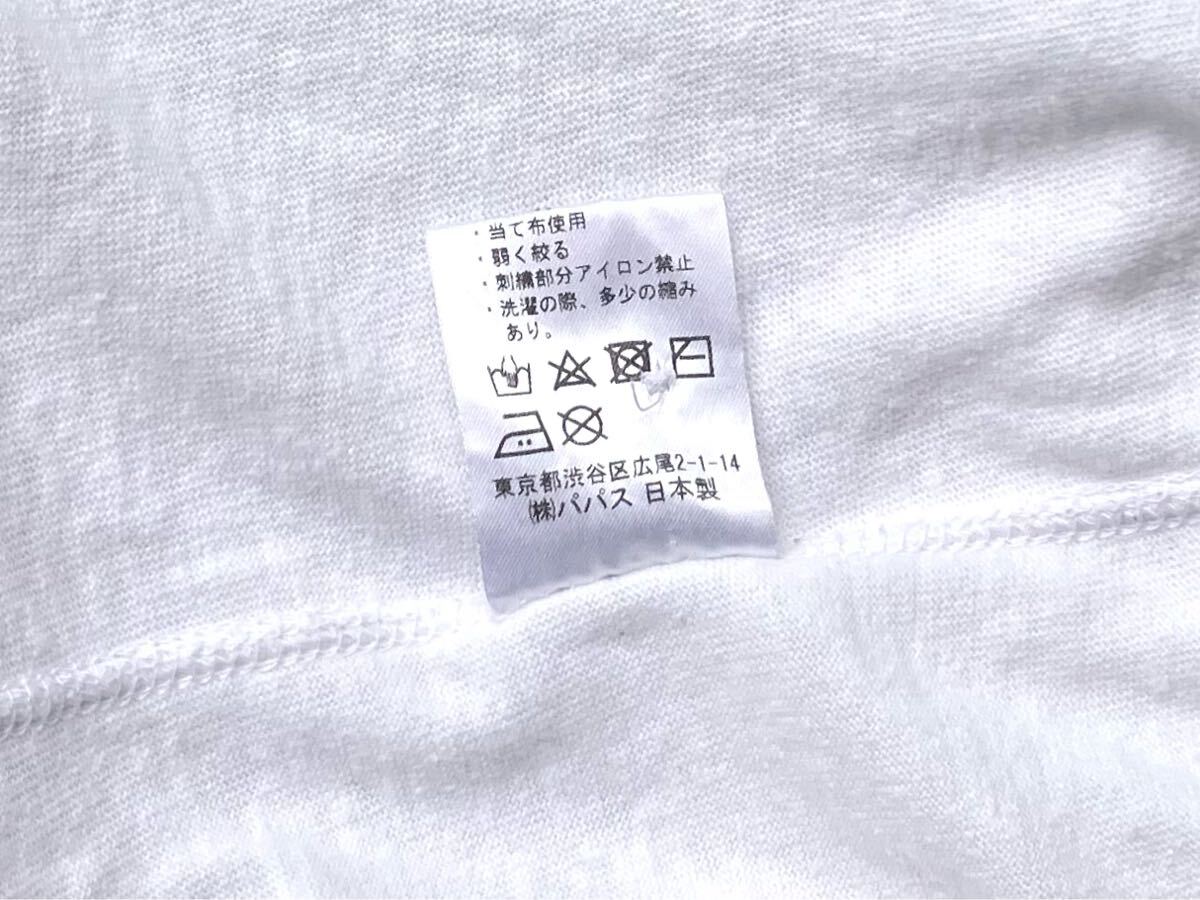 ・当て布使用
・弱く絞る
・刺繍部分アイロン禁止
・洗濯の際、多少の縮み
あり。
東京都渋谷区広尾2-1-14
(株)パパス 日本製